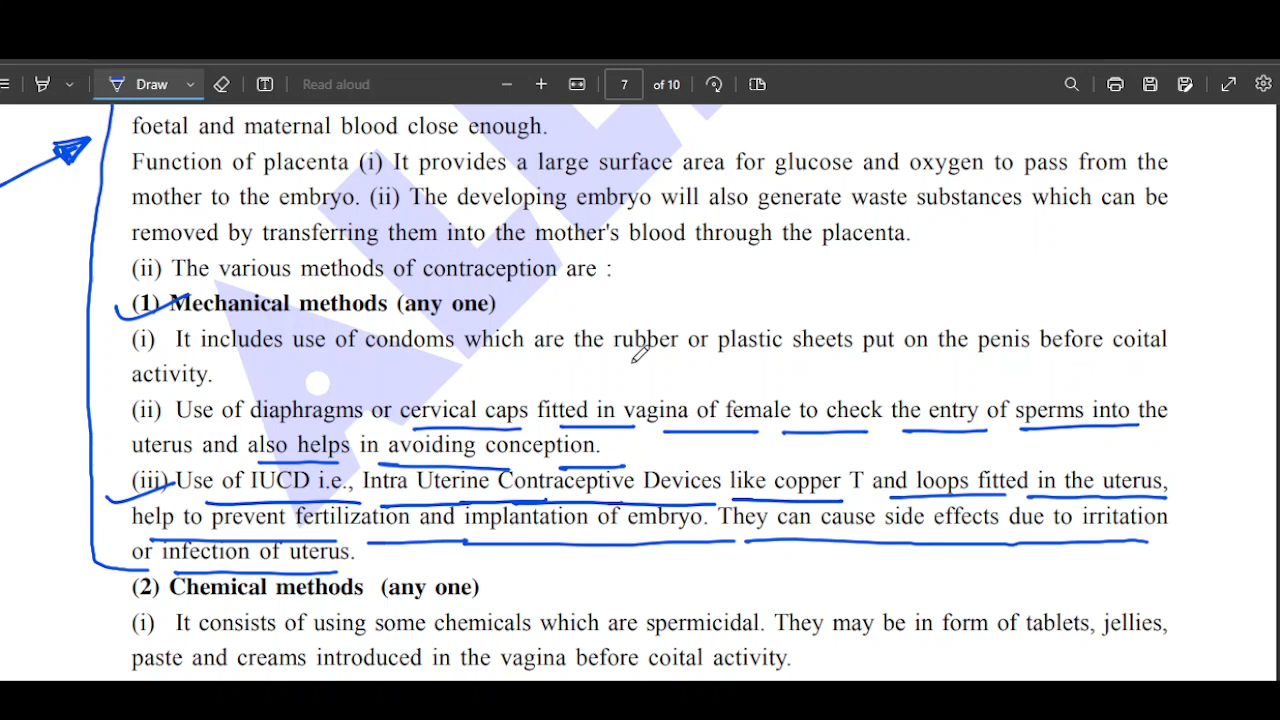 Draw
Read aloud
7 of 10
foetal and maternal blood close enough.
Function of placenta (i) It provides a large surface area for glucose and oxygen to pass from the
mother to the embryo. (ii) The developing embryo will also generate waste substances which can be
removed by transferring them into the mother's blood through the placenta.
(ii) The various methods of contraception are :
(1) Mechanical methods (any one)
(i) It includes use of condoms which are the rubber or plastic sheets put on the penis before coital
activity.
(ii) Use of diaphragms or cervical caps fitted in vagina of female to check the entry of sperms into the
uterus and also helps in avoiding conception.
(iii) Use of IUCD i.e., Intra Uterine Contraceptive Devices like copper T and loops fitted in the uterus,
help to prevent fertilization and implantation of embryo. They can cause side effects due to irritation
or infection of uterus.
(2) Chemical methods (any one)
(i) It consists of using some chemicals which are spermicidal. They may be in form of tablets, jellies,
paste and creams introduced in the vagina before coital activity.